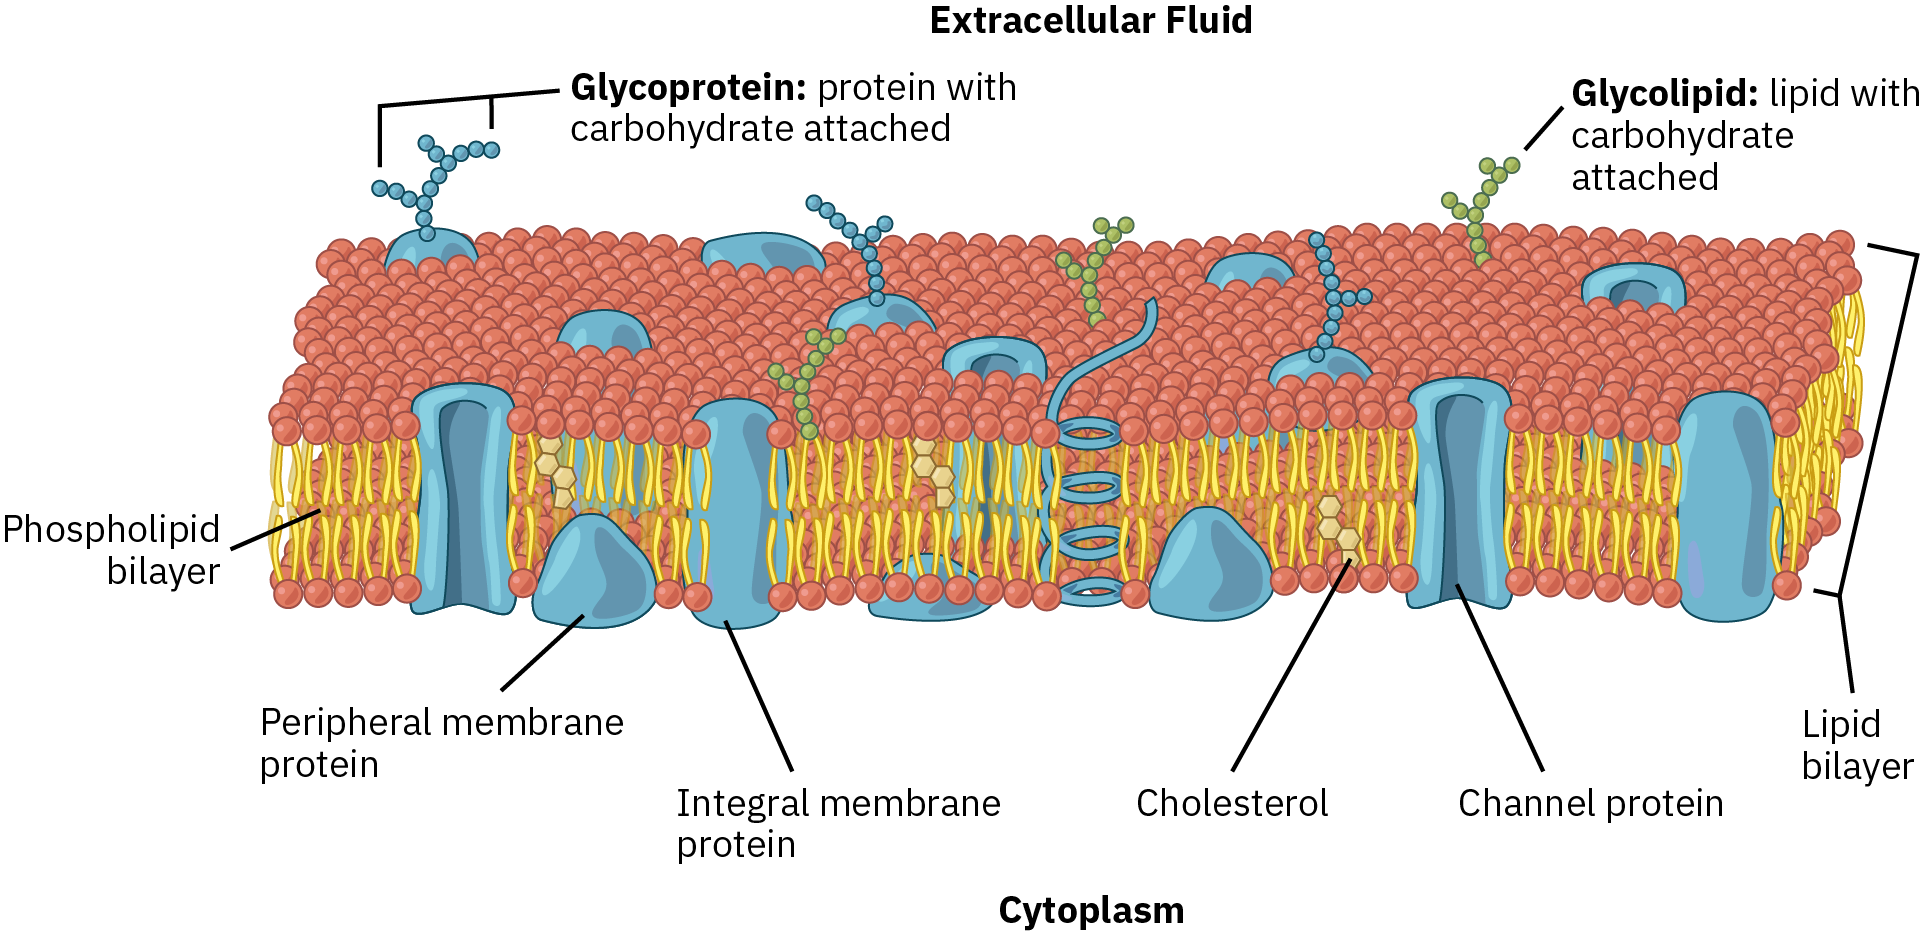 Extracellular Fluid
Glycoprotein: protein with
carbohydrate attached
Glycolipid: lipid with
carbohydrate
attached
Phospholipid
bilayer
Peripheral membrane
protein
Integral membrane
protein
Cholesterol
Channel protein
Lipid
bilayer
Cytoplasm